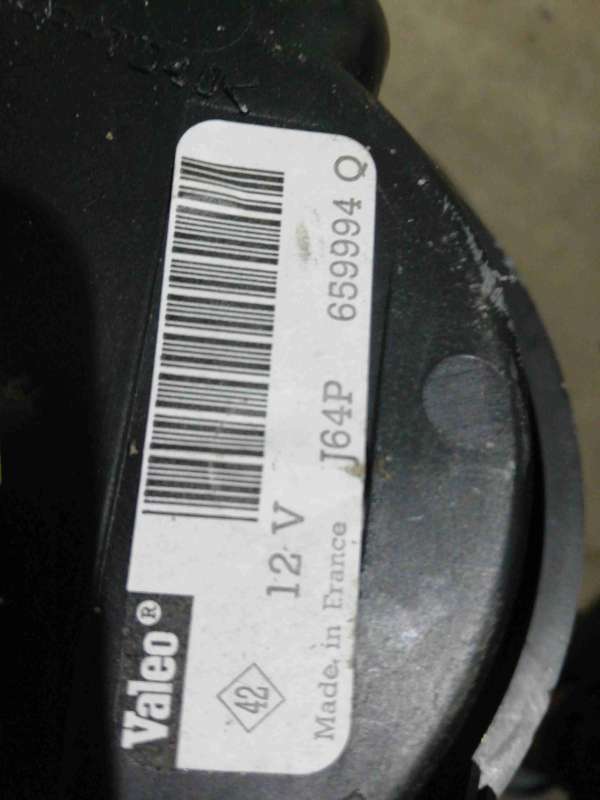 Valeo®
12 V
J64P 659994 Q
42
Made in France